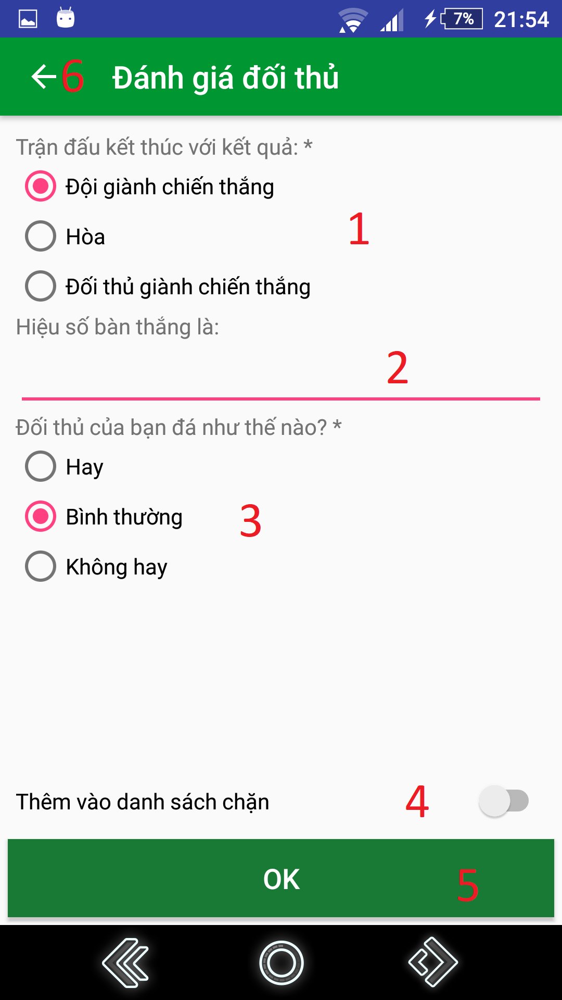 7% 21:54
6 Đánh giá đối thủ
Trận đấu kết thúc với kết quả: *
Đội giành chiến thắng
1
Hòa
Đối thủ giành chiến thắng
Hiệu số bàn thắng là:
2
Đối thủ của bạn đá như thế nào? *
Hay
Bình thường 3
Không hay
Thêm vào danh sách chặn 4
OK 5